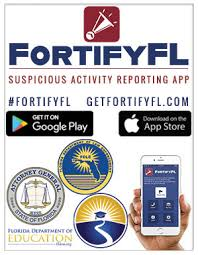 FORTIFYFL
SUSPICIOUS ACTIVITY REPORTING APP
#FORTIFYFL GETFORTIFYFL.COM
GET IT ON
Google Play
Download on the
App Store
ATTORNEY GENERAL
STATE OF FLORIDA
FLORIDA DEPARTMENT OF
EDUCATION
FORTIFYFL